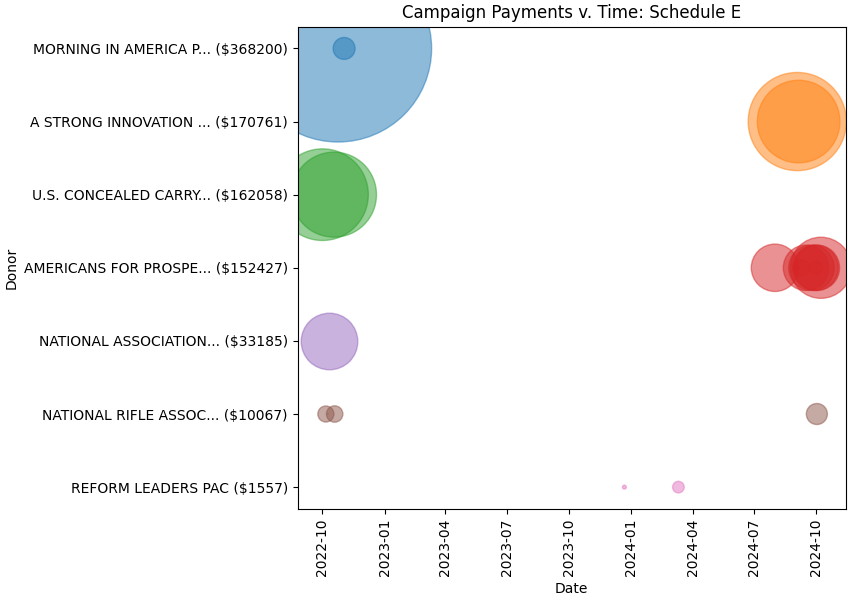 Campaign Payments v. Time: Schedule E
MORNING IN AMERICA P... ($368200)
A STRONG INNOVATION ... ($170761)
U.S. CONCEALED CARRY... ($162058)
AMERICANS FOR PROSPE... ($152427)
NATIONAL ASSOCIATION... ($33185)
NATIONAL RIFLE ASSOC... ($10067)
REFORM LEADERS PAC ($1557)
Donor
2022-10
2023-01
2023-04
2023-07
2023-10
2024-01
2024-04
2024-07
2024-10
Date